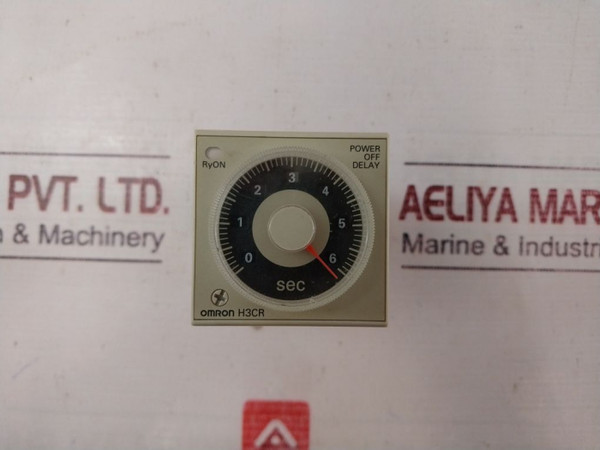 RyON
POWER
OFF
DELAY
0 1 2 3 4 5 6
sec
OMRON H3CR
PVT. LTD.
& Machinery
AELIYA MAR
Marine & Industri